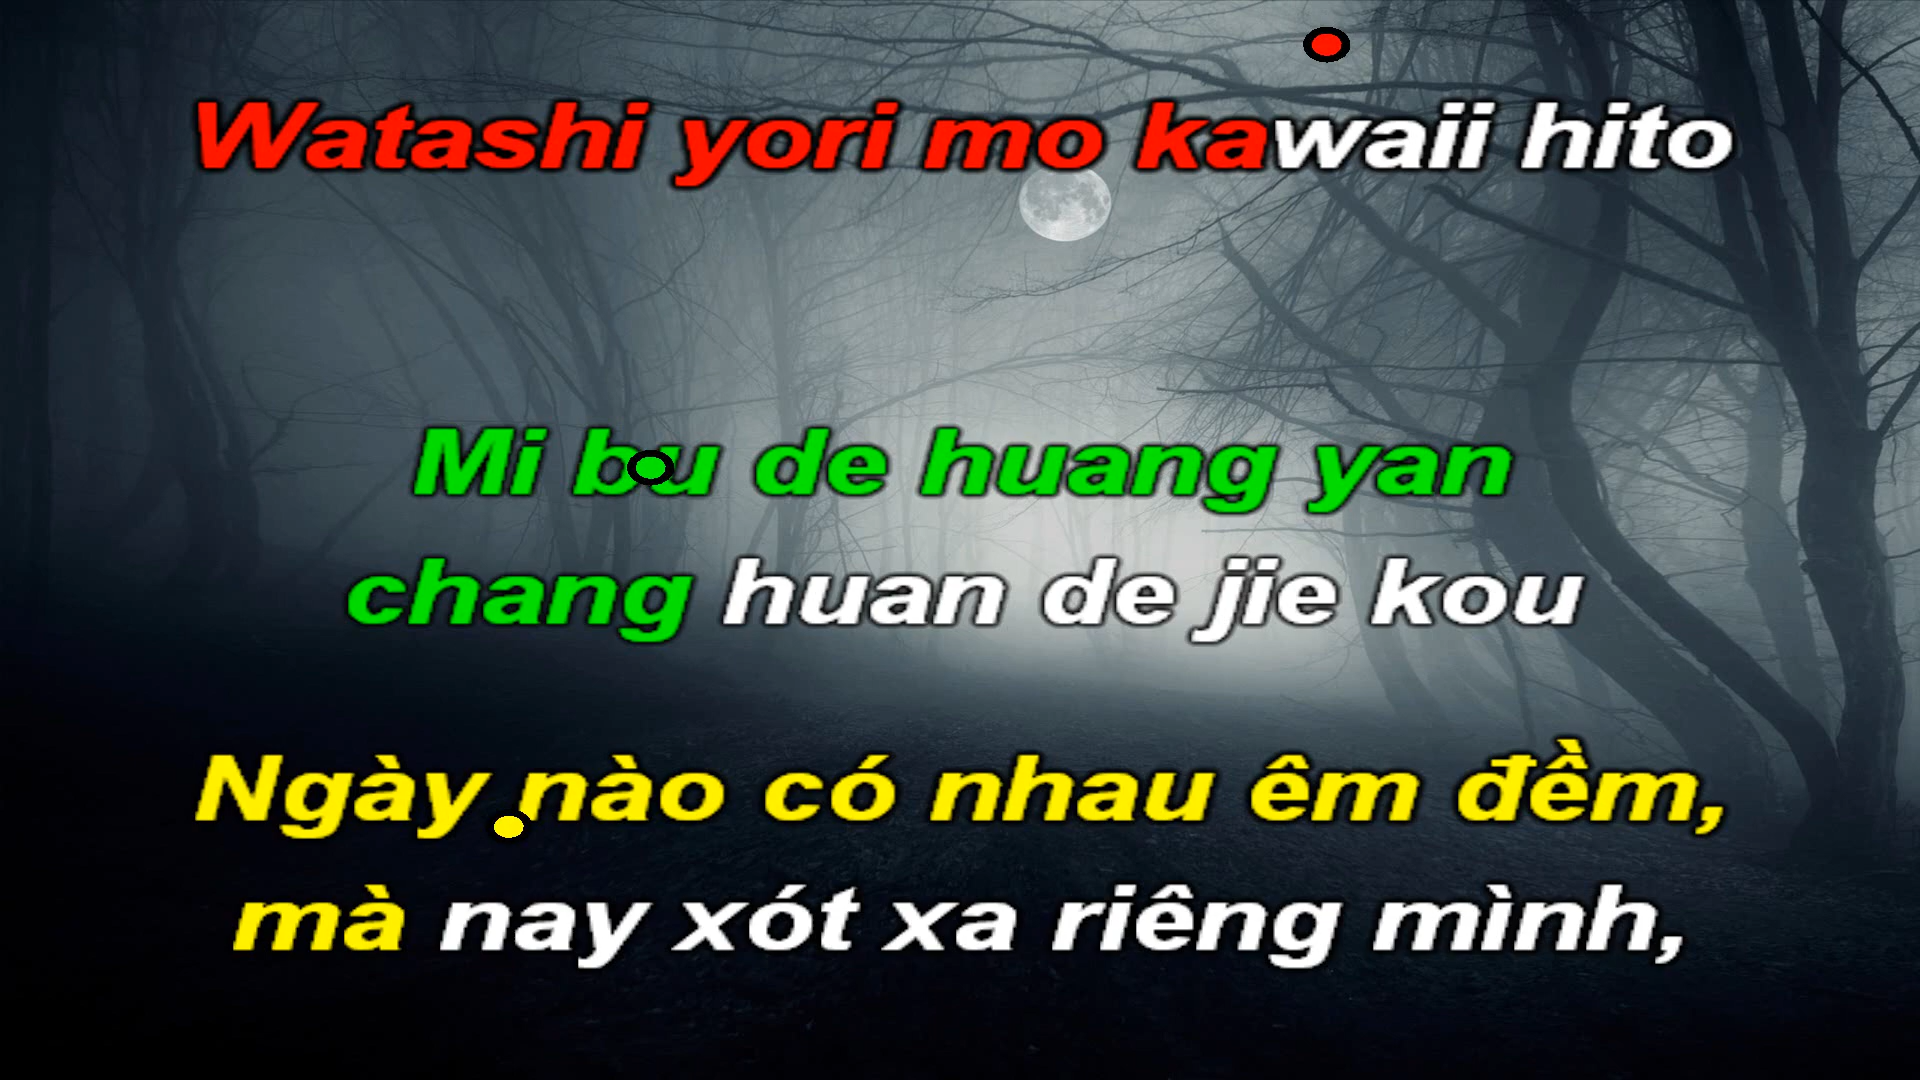 Watashi yori mo kawaii hito
Mi bu de huang yan
chang huan de jie kou
Ngày nào có nhau êm đềm,
mà nay xót xa riêng mình,